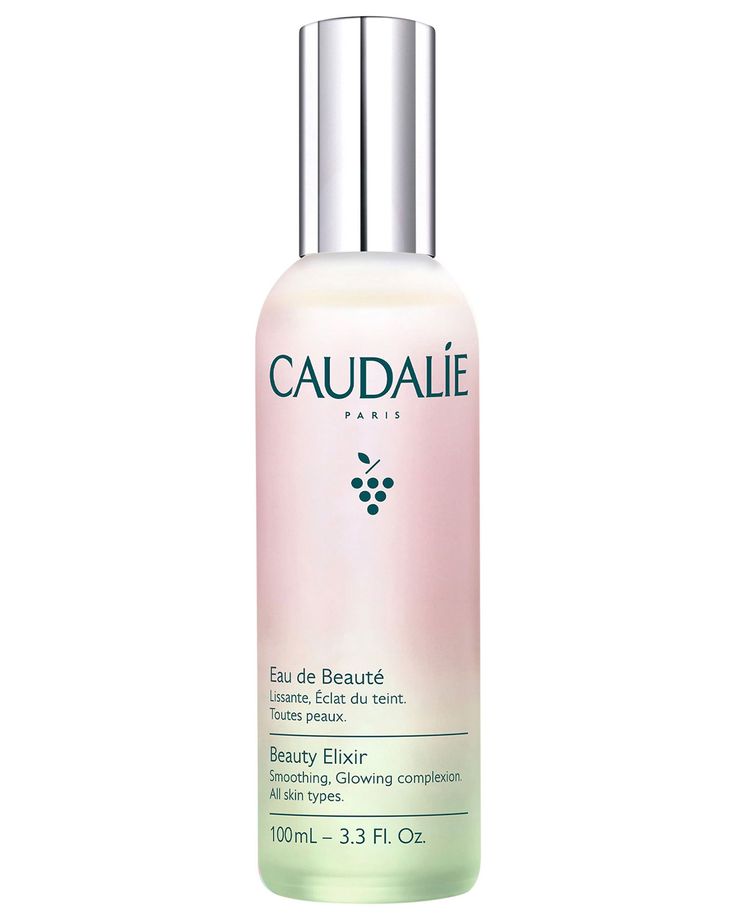 CAUDALÍE
PARIS
Eau de Beauté
Lissante, Éclat du teint.
Toutes peaux.
Beauty Elixir
Smoothing, Glowing complexion.
All skin types.
100mL – 3.3 Fl. Oz.